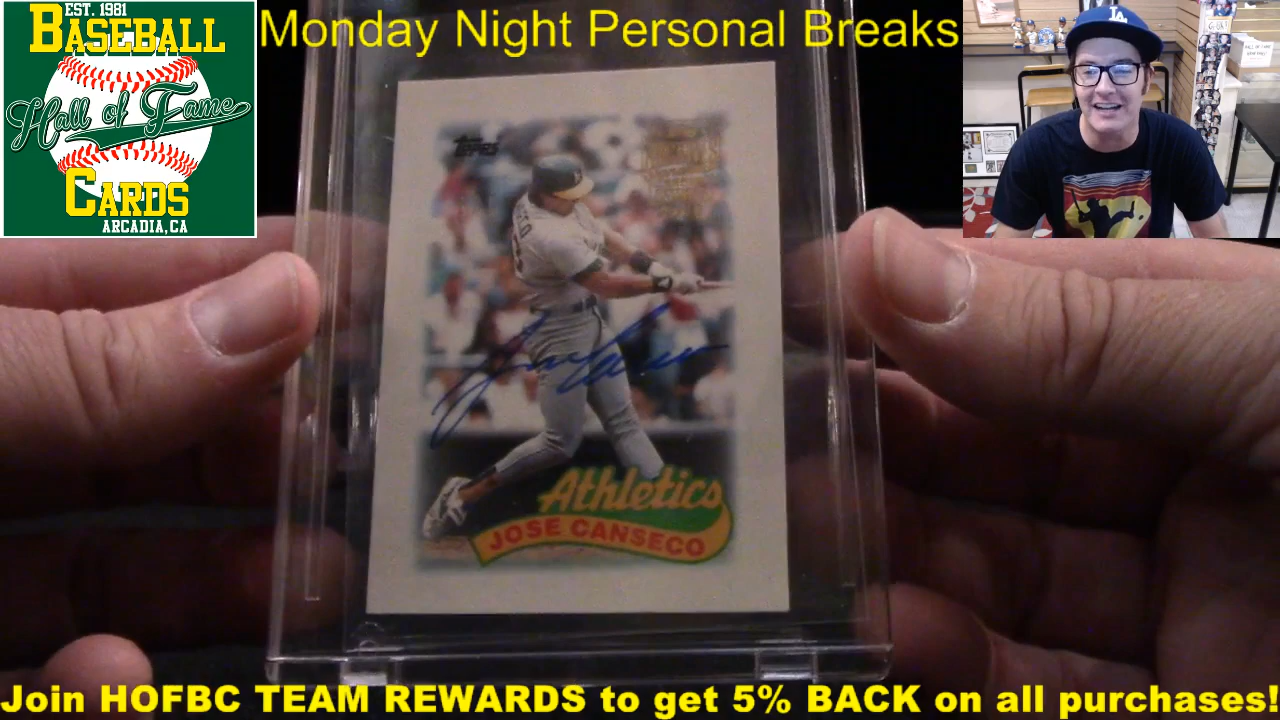 EST. 1981
BASEBALL
Hall of Fame
CARDS
ARCADIA, CA
Monday Night Personal Breaks
LA
Topps
Athletics
JOSE CANSECO
Join HOFBC TEAM REWARDS to get 5% BACK on all purchases!